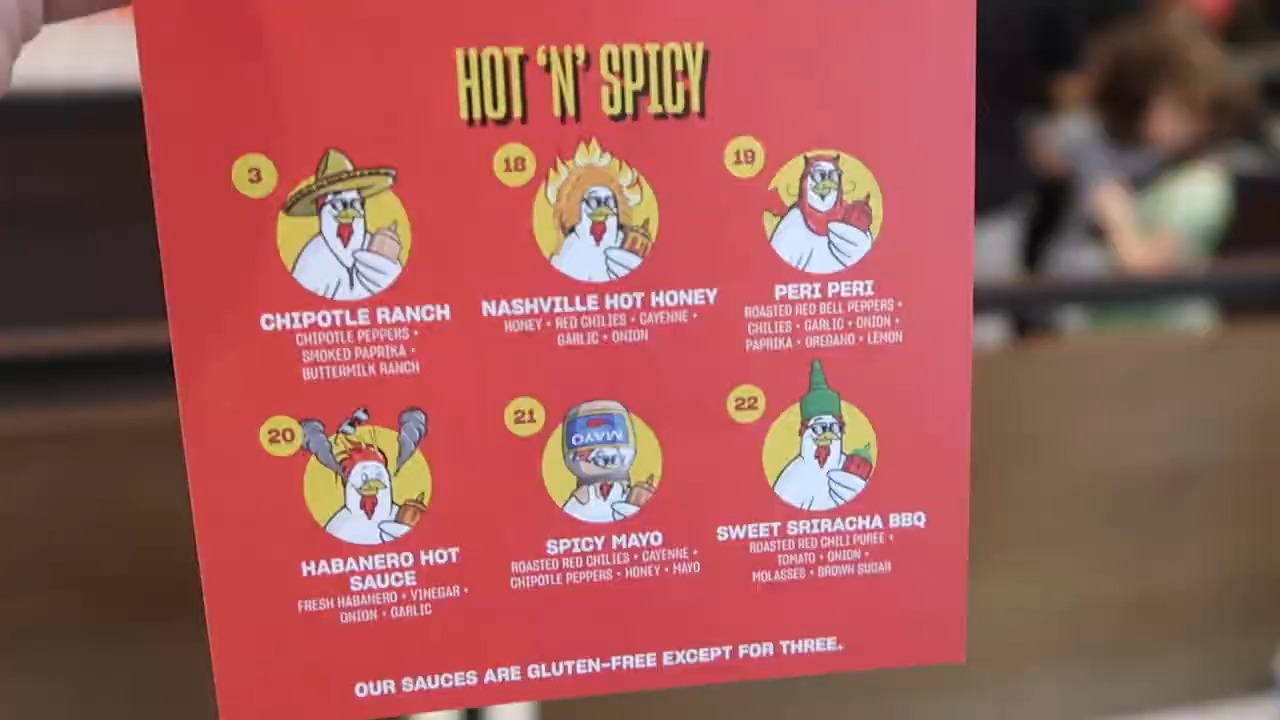 HOT 'N' SPICY
3
CHIPOTLE RANCH
CHIPOTLE PEPPERS •
SMOKED PAPRIKA •
BUTTERMILK RANCH
18
NASHVILLE HOT HONEY
HONEY • RED CHILIES • CAYENNE •
GARLIC • ONION
19
PERI PERI
ROASTED RED BELL PEPPERS •
CHILIES • GARLIC • ONION •
PAPRIKA • OREGANO • LEMON
20
HABANERO HOT
SAUCE
FRESH HABANERO • VINEGAR •
ONION • GARLIC
21
MAYO
SPICY MAYO
ROASTED RED CHILIES • CAYENNE •
CHIPOTLE PEPPERS • HONEY • MAYO
22
SWEET SRIRACHA BBQ
ROASTED RED CHILI PUREE •
TOMATO • ONION •
MOLASSES • BROWN SUGAR
OUR SAUCES ARE GLUTEN-FREE EXCEPT FOR THREE.